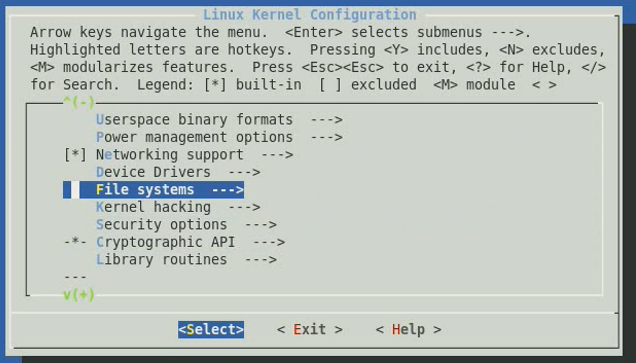 Linux Kernel Configuration
Arrow keys navigate the menu.  <Enter> selects submenus --->.
Highlighted letters are hotkeys.  Pressing <Y> includes, <N> excludes,
<M> modularizes features.  Press <Esc><Esc> to exit, <?> for Help, </>
for Search.  Legend: [*] built-in  [ ] excluded  <M> module  < >
^(-)
Userspace binary formats  --->
Power management options  --->
[*] Networking support  --->
Device Drivers  --->
File systems  --->
Kernel hacking  --->
Security options  --->
-*- Cryptographic API  --->
Library routines  --->
---
v(+)
<Select>    < Exit >    < Help >